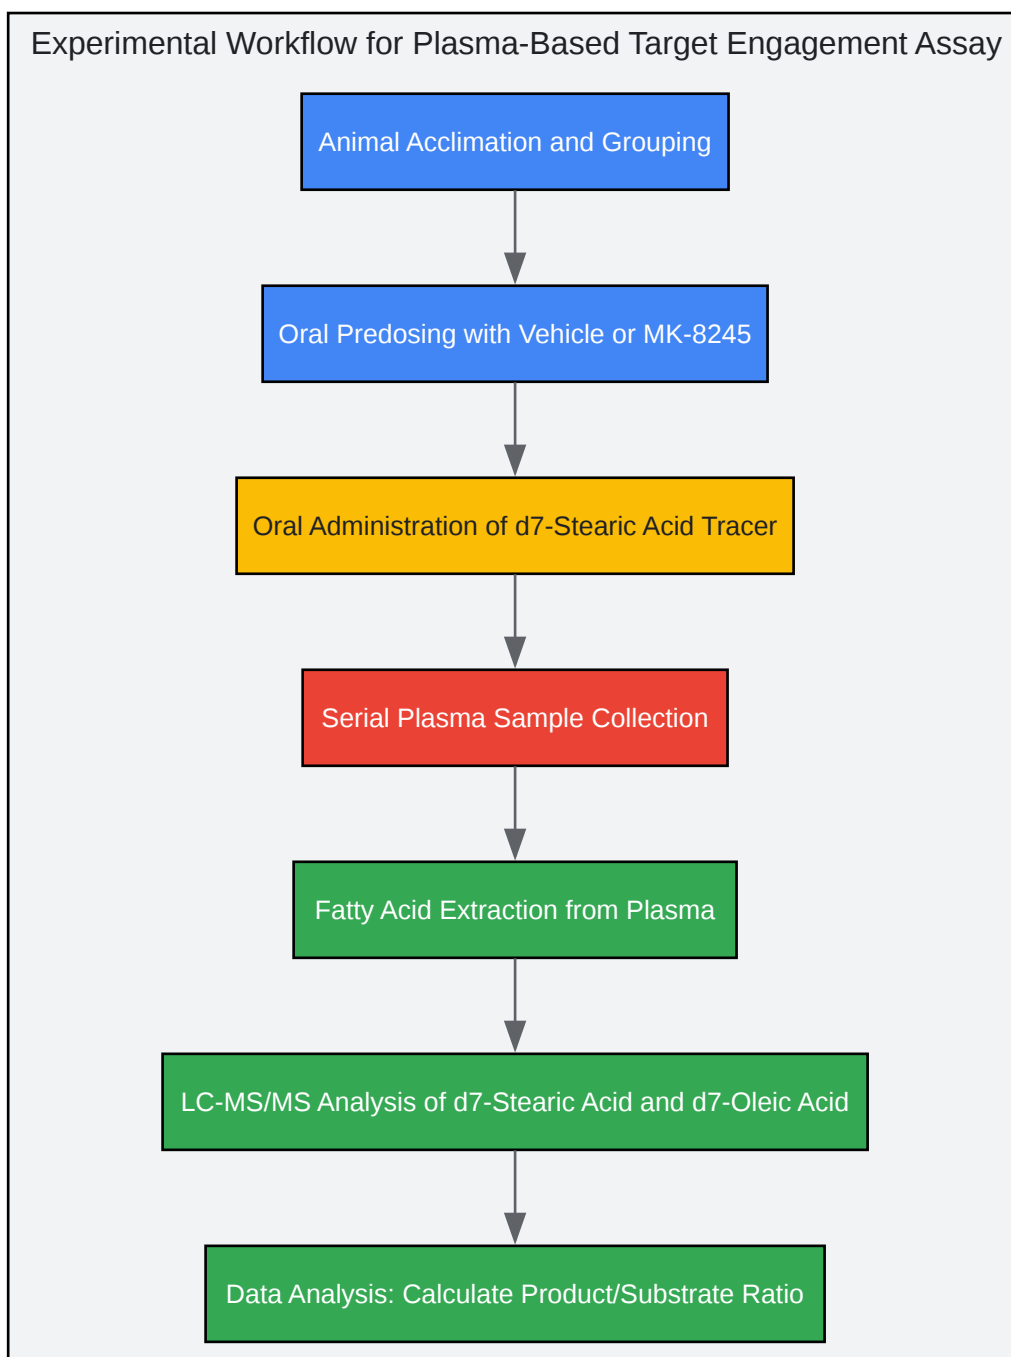 Experimental Workflow for Plasma-Based Target Engagement Assay
Animal Acclimation and Grouping
Oral Predosing with Vehicle or MK-8245
Oral Administration of d7-Stearic Acid Tracer
Serial Plasma Sample Collection
Fatty Acid Extraction from Plasma
LC-MS/MS Analysis of d7-Stearic Acid and d7-Oleic Acid
Data Analysis: Calculate Product/Substrate Ratio